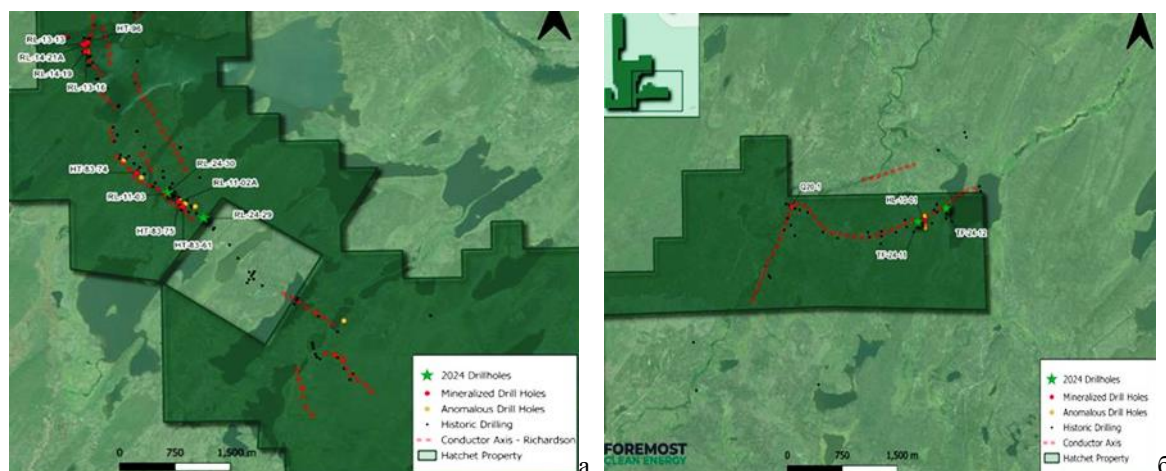 HT-96
RL-13-13
RL-14-21A
RL-14-19
RL-13-16
HT-83-74
RL-24-30
RL-11-02A
RL-11-03
RL-24-29
HT-83-75
HT-83-61
2024 Drillholes
Mineralized Drill Holes
Anomalous Drill Holes
Historic Drilling
Conductor Axis - Richardson
Hatchet Property
0 750 1,500 m
а
Q20-1
HL-10-01
TF-24-12
TF-24-11
2024 Drillholes
Mineralized Drill Holes
Anomalous Drill Holes
Historic Drilling
Conductor Axis
Hatchet Property
FOREMOST
CLEAN ENERGY
0 750 1,500 m
б